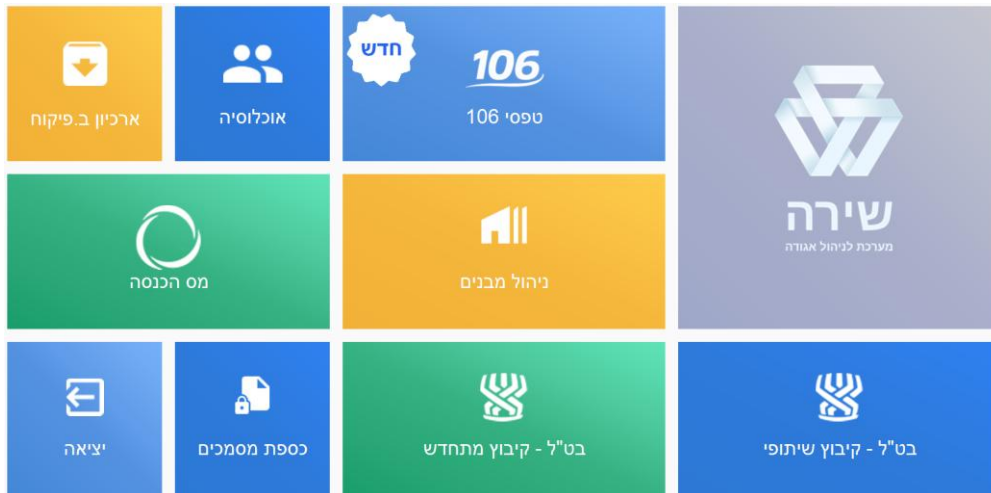 שירה
מערכת לניהול אגודה
חדש
106
טפסי 106
אוכלוסיה
ארכיון ב.פיקוח
ניהול מבנים
מס הכנסה
בט"ל - קיבוץ שיתופי
בט"ל - קיבוץ מתחדש
כספת מסמכים
יציאה